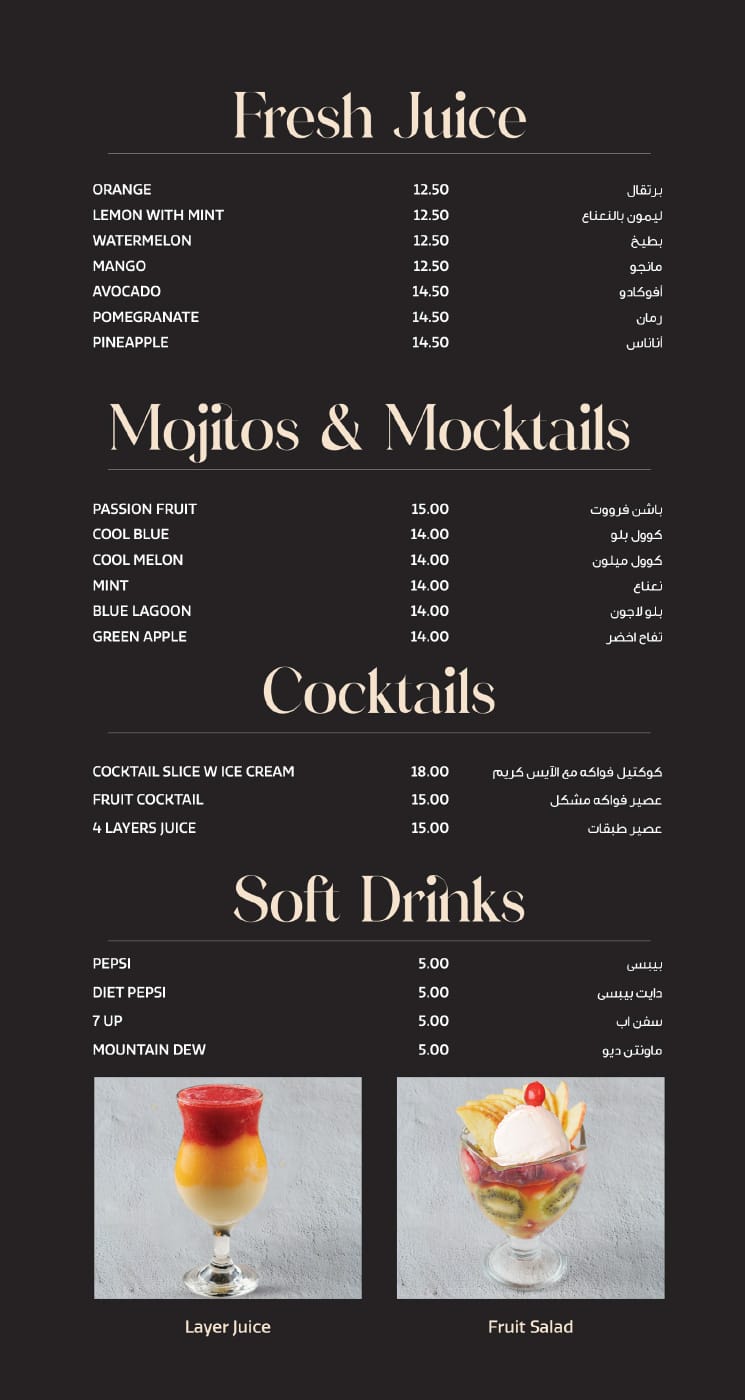 Fresh Juice
ORANGE 12.50 برتقال
LEMON WITH MINT 12.50 ليمون بالنعناع
WATERMELON 12.50 بطيخ
MANGO 12.50 مانجو
AVOCADO 14.50 أفوكادو
POMEGRANATE 14.50 رمان
PINEAPPLE 14.50 أناناس
Mojitos & Mocktails
PASSION FRUIT 15.00 باشن فرووت
COOL BLUE 14.00 كوول بلو
COOL MELON 14.00 كوول ميلون
MINT 14.00 نعناع
BLUE LAGOON 14.00 بلو لاجون
GREEN APPLE 14.00 تفاح اخضر
Cocktails
COCKTAIL SLICE W ICE CREAM 18.00 كوكتيل فواكه مع الآيس كريم
FRUIT COCKTAIL 15.00 عصير فواكه مشكل
4 LAYERS JUICE 15.00 عصير طبقات
Soft Drinks
PEPSI 5.00 بيبسى
DIET PEPSI 5.00 دايت بيبسى
7 UP 5.00 سفن اب
MOUNTAIN DEW 5.00 ماونتن ديو
Layer Juice
Fruit Salad